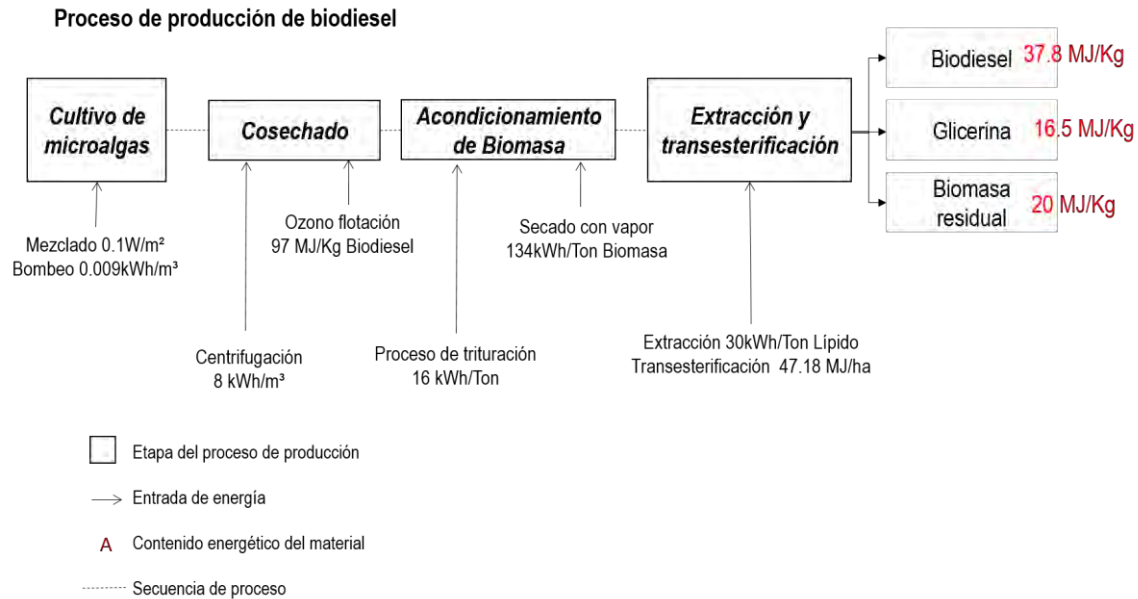 Proceso de producción de biodiesel
Cultivo de
microalgas
Cosechado
Acondicionamiento
de Biomasa
Extracción y
transesterificación
Biodiesel 37.8 MJ/Kg
Glicerina 16.5 MJ/Kg
Biomasa
residual 20 MJ/Kg
Mezclado 0.1W/m²
Bombeo 0.009kWh/m³
Ozono flotación
97 MJ/Kg Biodiesel
Secado con vapor
134kWh/Ton Biomasa
Centrifugación
8 kWh/m³
Proceso de trituración
16 kWh/Ton
Extracción 30kWh/Ton Lípido
Transesterificación 47.18 MJ/ha
Etapa del proceso de producción
Entrada de energía
A Contenido energético del material
Secuencia de proceso